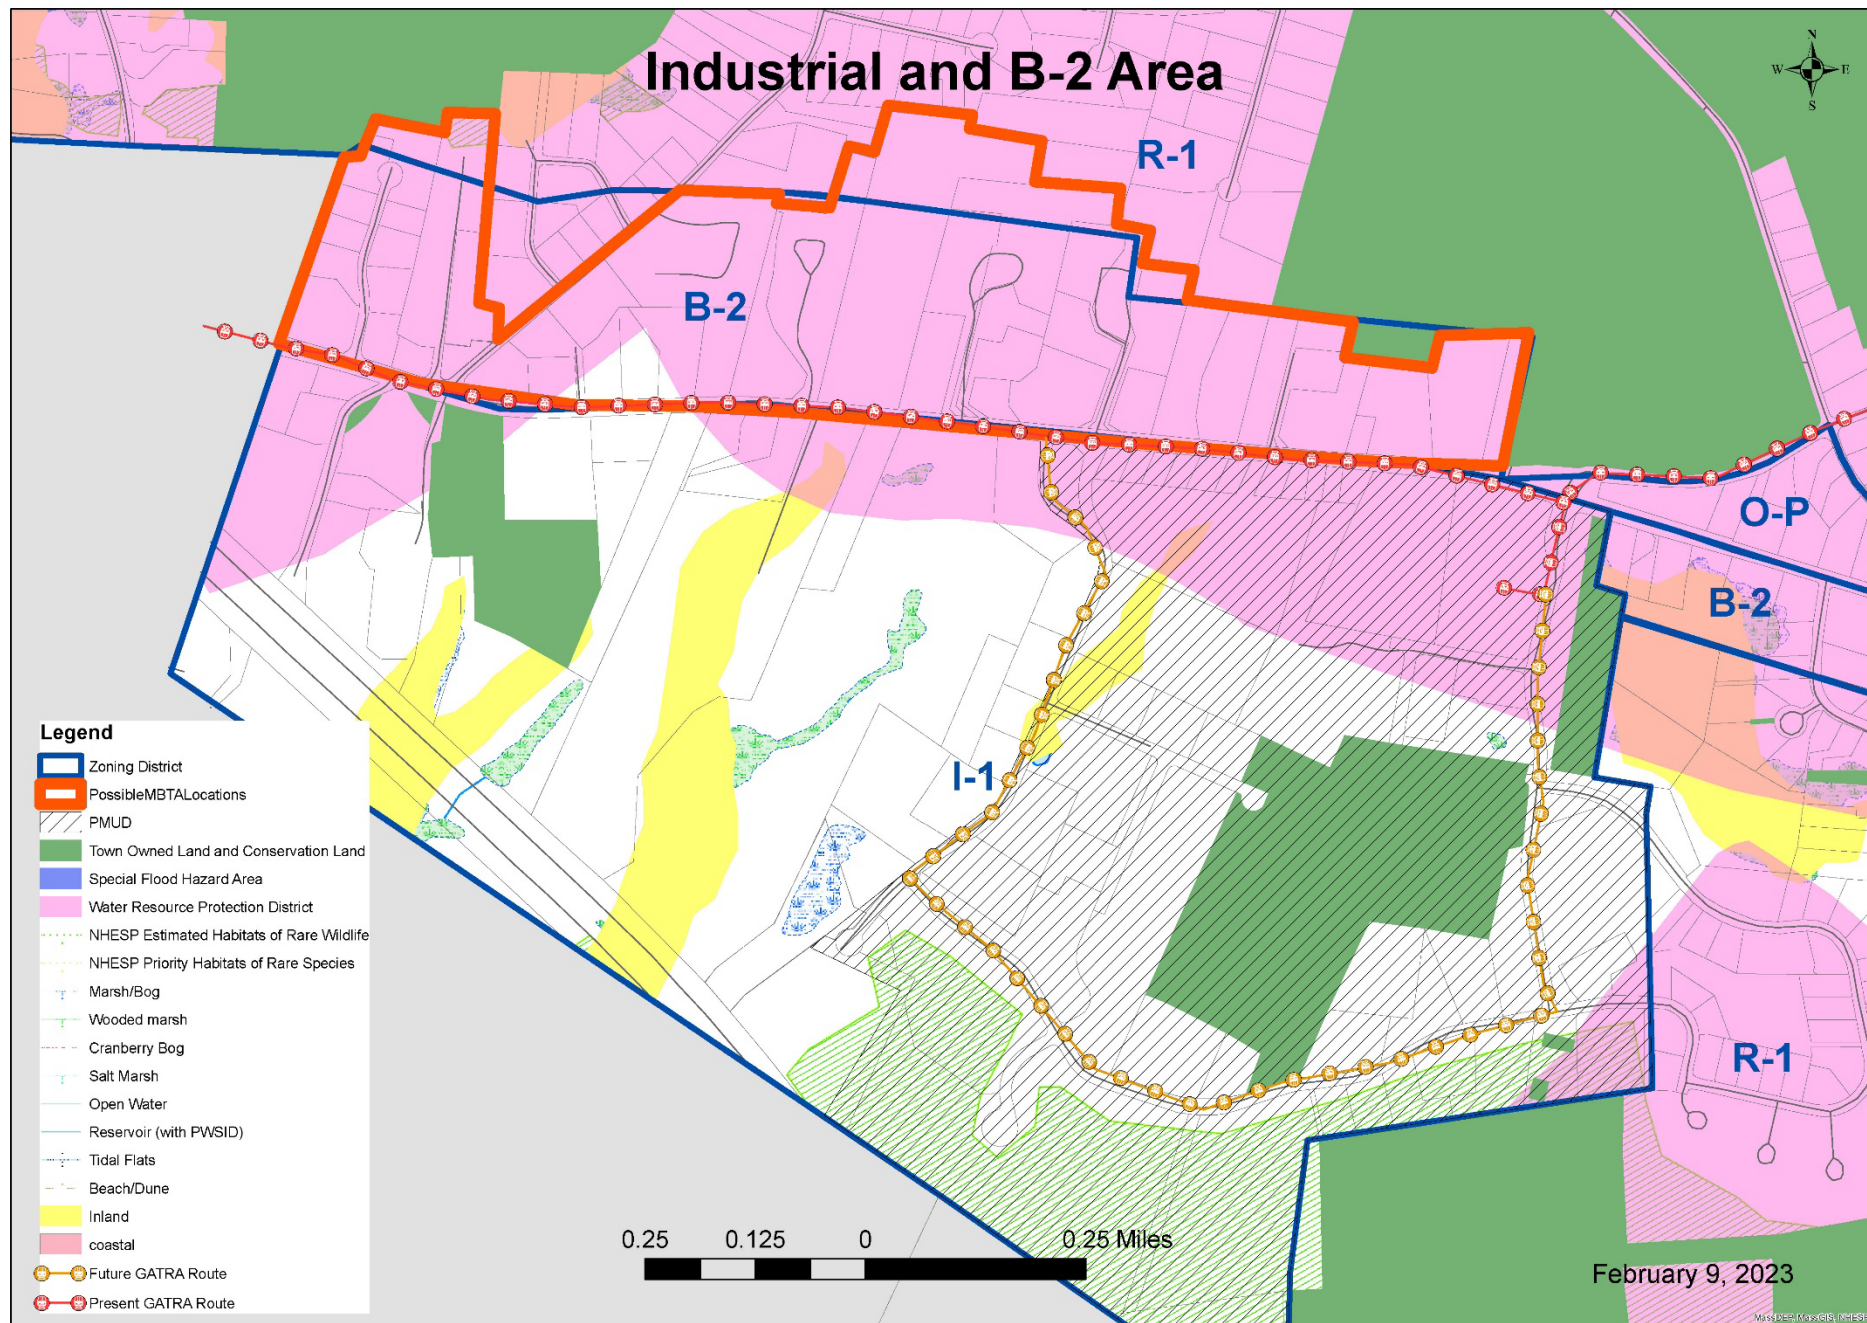 Industrial and B-2 Area
N
W E
S
R-1
B-2
O-P
B-2
I-1
R-1
Legend
Zoning District
PossibleMBTALocations
PMUD
Town Owned Land and Conservation Land
Special Flood Hazard Area
Water Resource Protection District
NHESP Estimated Habitats of Rare Wildlife
NHESP Priority Habitats of Rare Species
Marsh/Bog
Wooded marsh
Cranberry Bog
Salt Marsh
Open Water
Reservoir (with PWSID)
Tidal Flats
Beach/Dune
Inland
coastal
Future GATRA Route
Present GATRA Route
0.25 0.125 0 0.25 Miles
February 9, 2023
MassDEP, MassGIS, NHESP